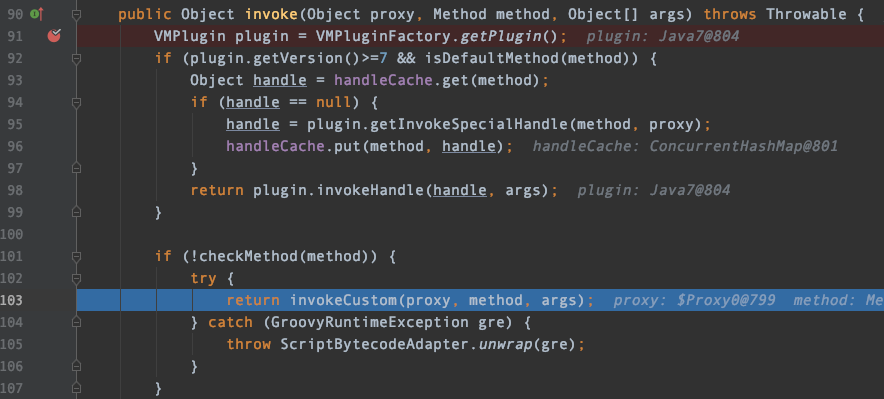 90 public Object invoke(Object proxy, Method method, Object[] args) throws Throwable {
91 VMPlugin plugin = VMPluginFactory.getPlugin(); plugin: Java7@804
92 if (plugin.getVersion()>=7 && isDefaultMethod(method)) {
93 Object handle = handleCache.get(method);
94 if (handle == null) {
95 handle = plugin.getInvokeSpecialHandle(method, proxy);
96 handleCache.put(method, handle); handleCache: ConcurrentHashMap@801
97 }
98 return plugin.invokeHandle(handle, args); plugin: Java7@804
99 }
100
101 if (!checkMethod(method)) {
102 try {
103 return invokeCustom(proxy, method, args); proxy: $Proxy0@799 method: Me
104 } catch (GroovyRuntimeException gre) {
105 throw ScriptBytecodeAdapter.unwrap(gre);
106 }
107 }